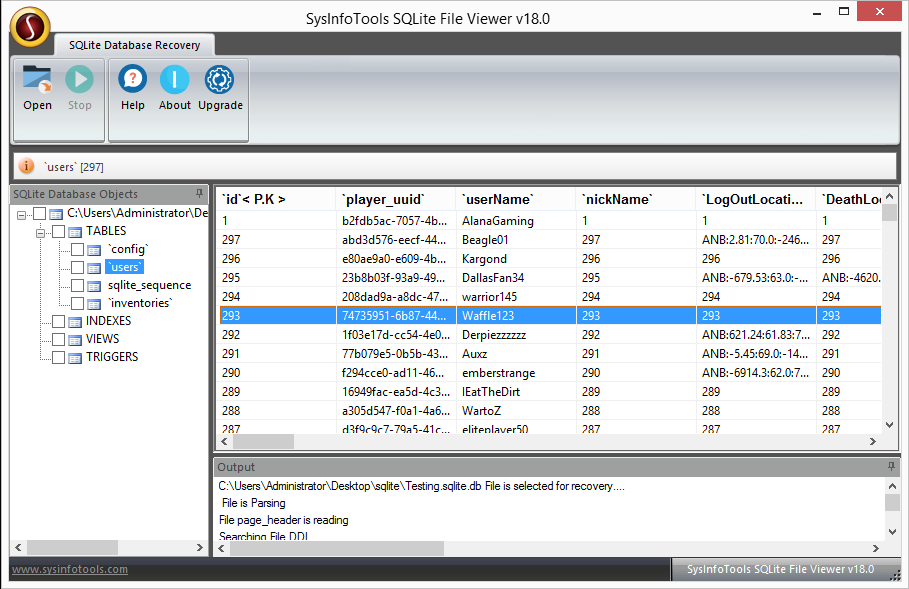 SysInfoTools SQLite File Viewer v18.0
SQLite Database Recovery
Open Stop Help About Upgrade
`users` [297]
SQLite Database Objects
C:\Users\Administrator\De
TABLES
`config`
`users`
sqlite_sequence
`inventories`
INDEXES
VIEWS
TRIGGERS
`id`< P.K > `player_uuid` `userName` `nickName` `LogOutLocati... `DeathLoc
1 b2fdb5ac-7057-4b... AlanaGaming 1 1 1
297 abd3d576-eecf-44... Beagle01 297 ANB:2.81:70.0:-246... 297
296 e80ae9a0-e609-4b... Kargond 296 296 296
295 23b8b03f-93a9-49... DallasFan34 295 ANB:-679.53:63.0:-... ANB:-4620.
294 208dad9a-a8dc-47... warrior145 294 294 294
293 74735951-6b87-44... Waffle123 293 293 293
292 1f03e17d-cc54-4e0... Derpiezzzzzz 292 ANB:621.24:61.83:7... 292
291 77b079e5-0b5b-43... Auxz 291 ANB:-5.45:69.0:-14... 291
290 f294cce0-ad11-46... emberstrange 290 ANB:-6914.3:62.0:7... 290
289 16949fac-ea5d-4c3... IEatTheDirt 289 289 289
288 a305d547-f0a1-4a6... WartoZ 288 288 288
287 d3f9c9c7-79a5-41c... eliteplayer50 287 287 287
Output
C:\Users\Administrator\Desktop\sqlite\Testing.sqlite.db File is selected for recovery....
File is Parsing
File page_header is reading
Searching File DDL
www.sysinfotools.com
SysInfoTools SQLite File Viewer v18.0